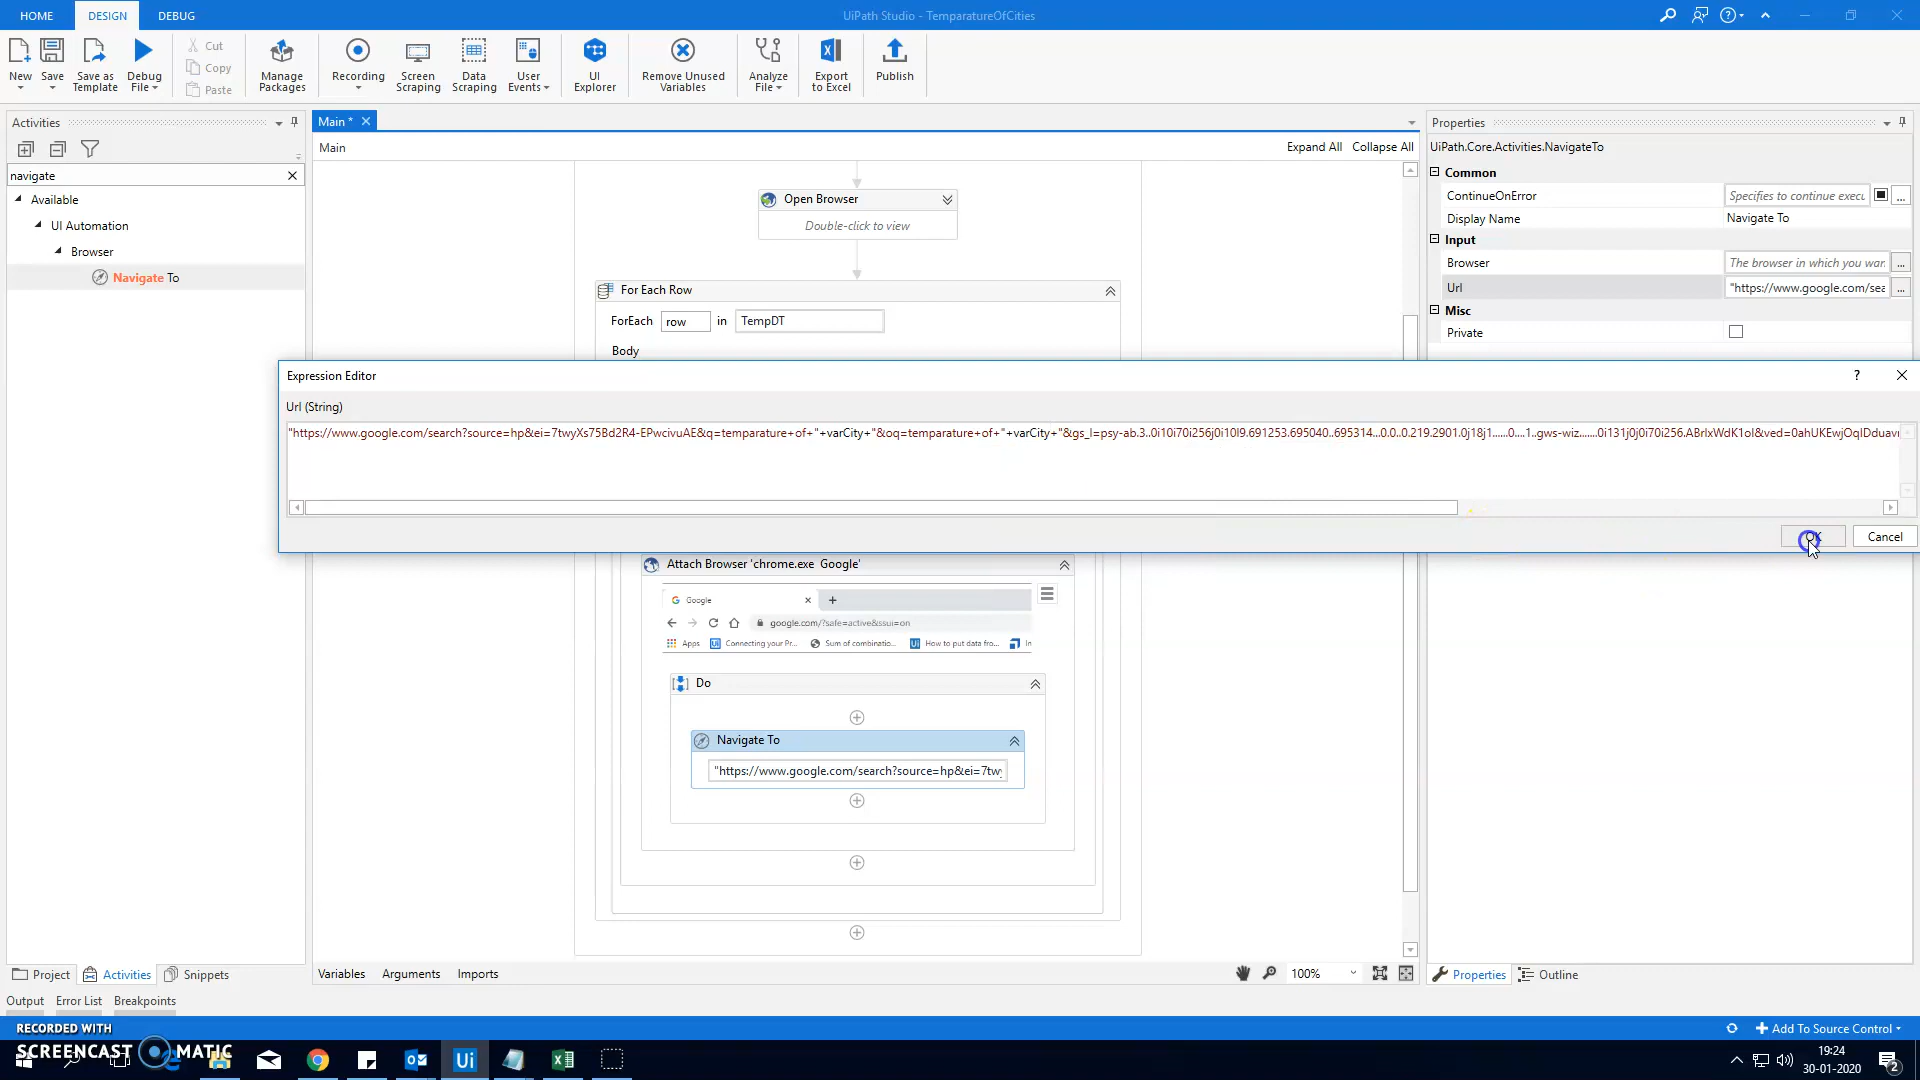 HOME DESIGN DEBUG UiPath Studio - TemparatureOfCities
New Save Save as Template Debug File Cut Copy Paste Manage Packages Recording Screen Scraping Data Scraping User Events UI Explorer Remove Unused Variables Analyze File Export to Excel Publish
Activities
navigate
Available
UI Automation
Browser
Navigate To
Main *
Main Expand All Collapse All
Open Browser
Double-click to view
For Each Row
ForEach row in TempDT
Body
Properties
UiPath.Core.Activities.NavigateTo
Common
ContinueOnError Specifies to continue execu ...
Display Name Navigate To
Input
Browser The browser in which you war ...
Url "https://www.google.com/sea ...
Misc
Private
Expression Editor ?
Url (String)
"https://www.google.com/search?source=hp&ei=7twyXs75Bd2R4-EPwcivuAE&q=temparature+of+"+varCity+"&oq=temparature+of+"+varCity+"&gs_l=psy-ab.3..0i10i70i256j0i10l9.691253.695040..695314...0.0..0.219.2901.0j18j1......0....1..gws-wiz.......0i131j0j0i70i256.ABrIxWdK1oI&ved=0ahUKEwjOqIDduavn
OK Cancel
Attach Browser 'chrome.exe Google'
Google
google.com/?safe=active&ssui=on
Apps Connecting your Pr... Sum of combinatio... How to put data fro... In
Do
Navigate To
"https://www.google.com/search?source=hp&ei=7twy
Project Activities Snippets
Variables Arguments Imports 100%
Properties Outline
Output Error List Breakpoints
Add To Source Control
RECORDED WITH
SCREENCAST MATIC
Ui
19:24
30-01-2020
2